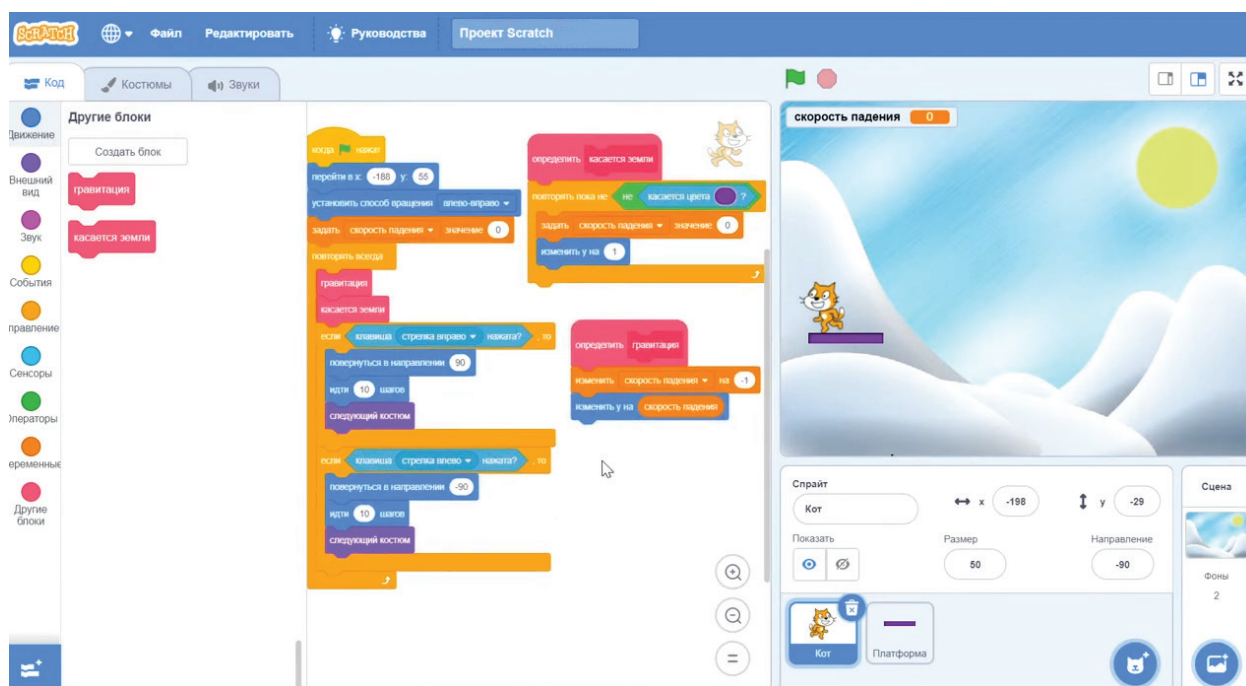 SCRATCH Файл Редактировать Руководства Проект Scratch
Код Костюмы Звуки
Движение
Внешний вид
Звук
События
правление
Сенсоры
Операторы
еременные
Другие блоки
Другие блоки
Создать блок
гравитация
касается земли
когда нажат
перейти в x: -188 y: 55
установить способ вращения влево-вправо
задать скорость падения значение 0
повторять всегда
гравитация
касается земли
если клавиша стрелка вправо нажата? , то
повернуться в направлении 90
идти 10 шагов
следующий костюм
если клавиша стрелка влево нажата? , то
повернуться в направлении -90
идти 10 шагов
следующий костюм
определить касается земли
повторять пока не не касается цвета ?
задать скорость падения значение 0
изменить y на 1
определить гравитация
изменить скорость падения на -1
изменить y на скорость падения
скорость падения 0
Спрайт
Кот x -198 y -29
Показать Размер Направление
50 -90
Кот Платформа
Сцена
Фоны
2